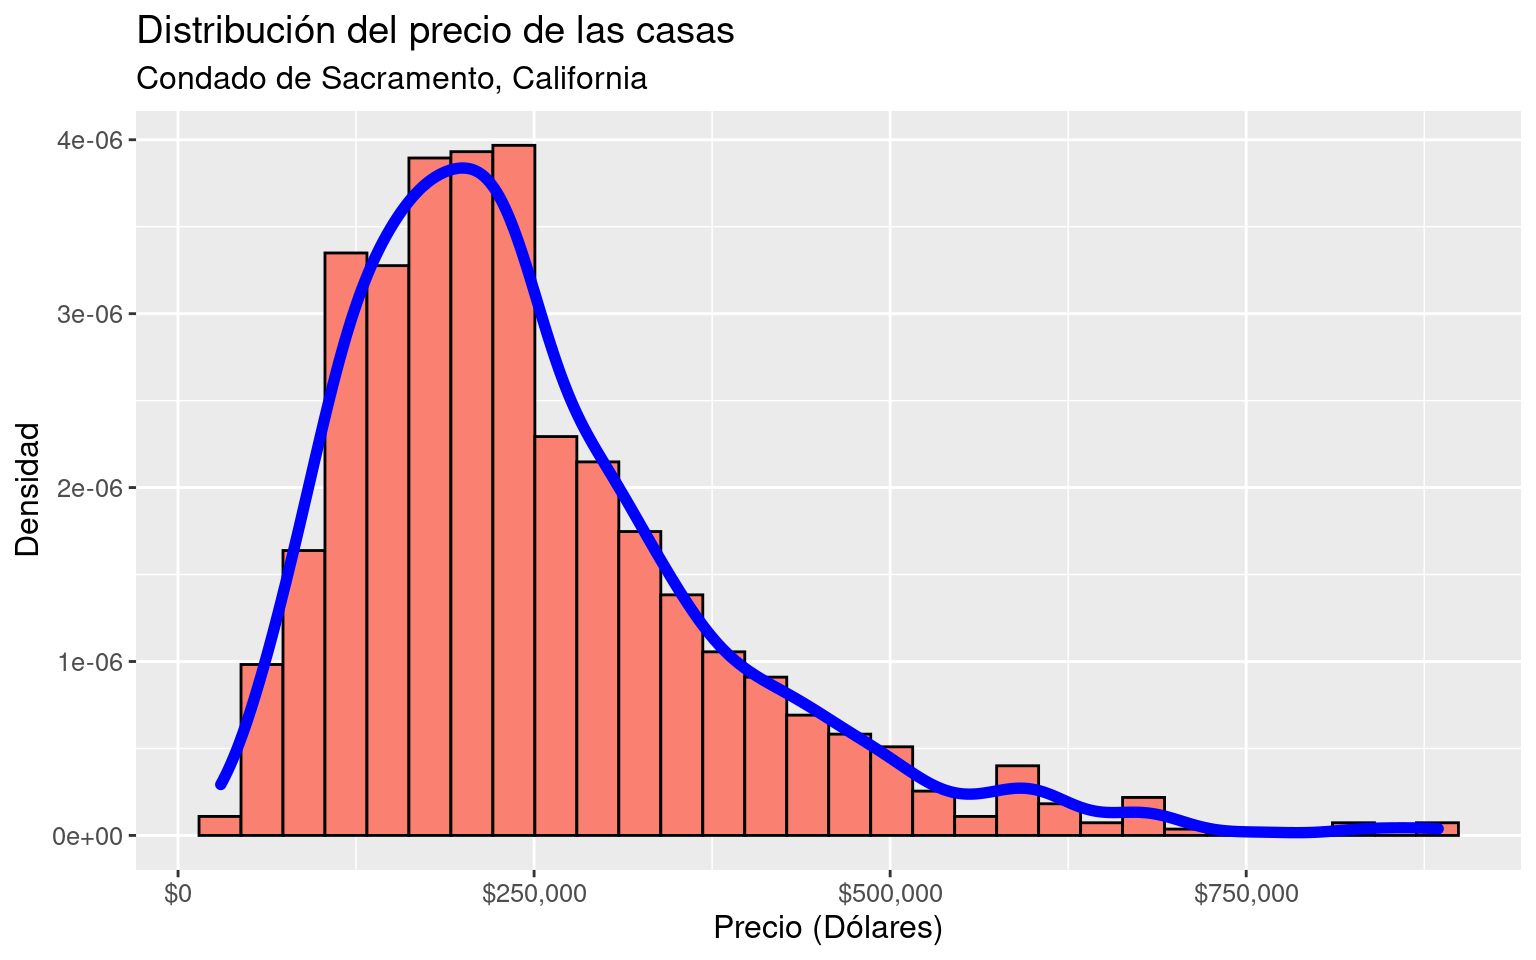 Distribución del precio de las casas
Condado de Sacramento, California
4e-06
3e-06
2e-06
1e-06
0e+00
Densidad
$0 $250,000 $500,000 $750,000
Precio (Dólares)